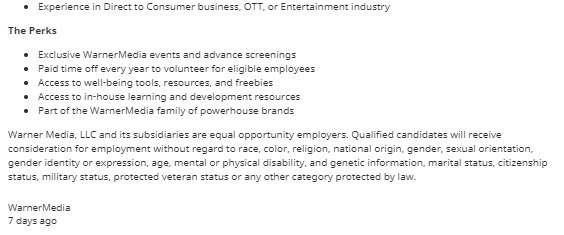 • Experience in Direct to Consumer business, OTT, or Entertainment industry
The Perks
• Exclusive WarnerMedia events and advance screenings
• Paid time off every year to volunteer for eligible employees
• Access to well-being tools, resources, and freebies
• Access to in-house learning and development resources
• Part of the WarnerMedia family of powerhouse brands
Warner Media, LLC and its subsidiaries are equal opportunity employers. Qualified candidates will receive
consideration for employment without regard to race, color, religion, national origin, gender, sexual orientation,
gender identity or expression, age, mental or physical disability, and genetic information, marital status, citizenship
status, military status, protected veteran status or any other category protected by law.
WarnerMedia
7 days ago